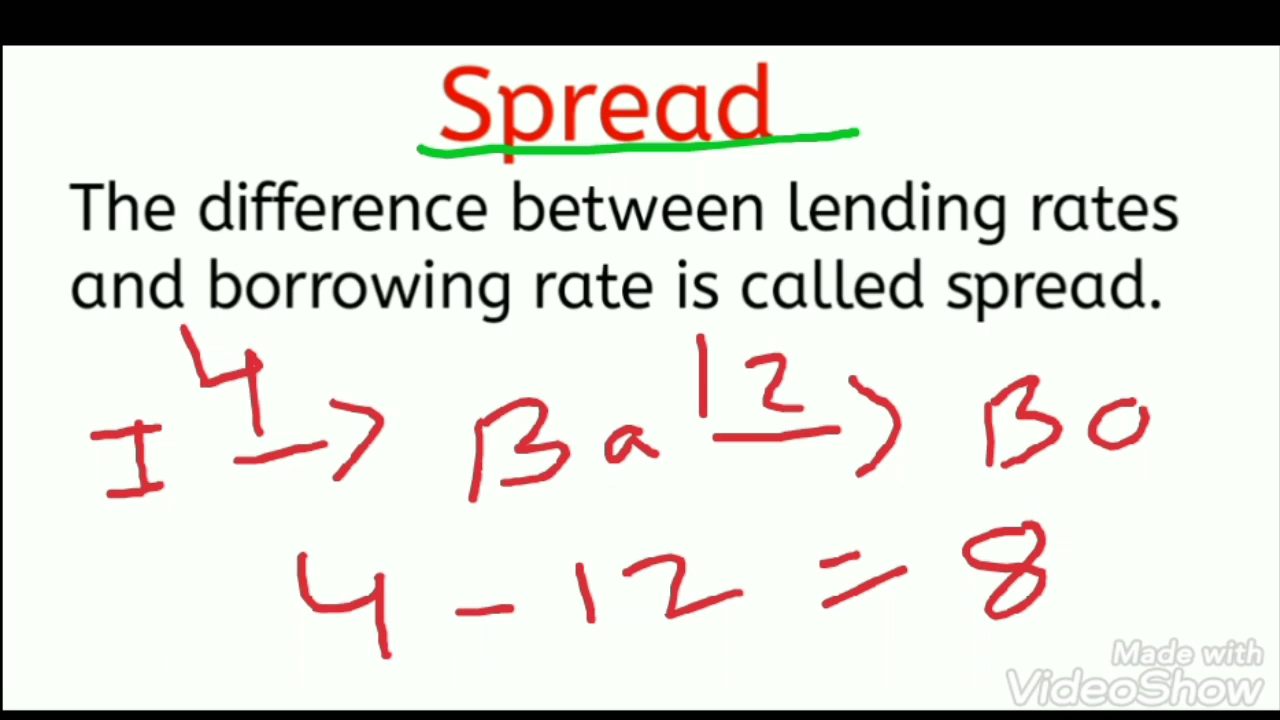 Spread
The difference between lending rates
and borrowing rate is called spread.
4 12
I -> Ba -> Bo
4 - 12 = 8
Made with
VideoShow